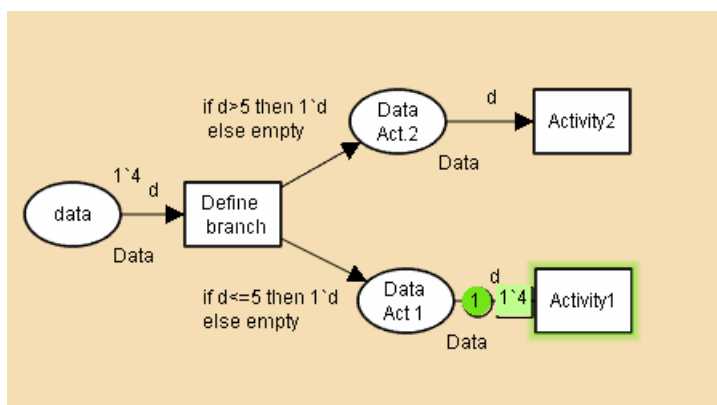 if d>5 then 1`d
else empty
Data
Act.2
d
Activity2
Data
1`4
d
data
Define
branch
Data
if d<=5 then 1`d
else empty
Data
Act 1
1
d
1`4
Activity1
Data